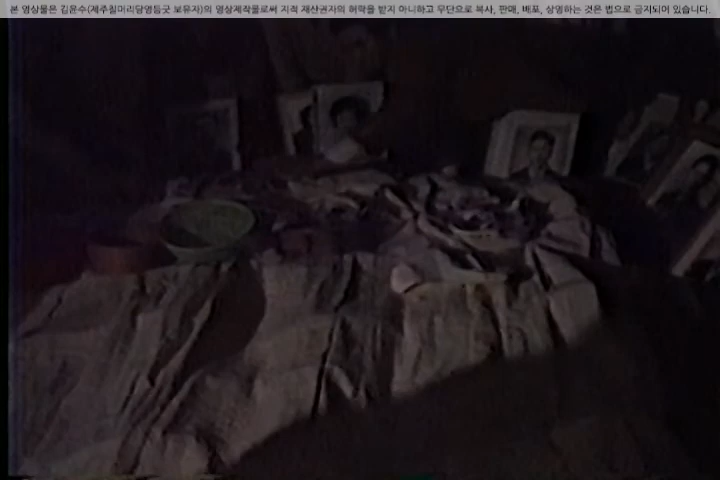 본 영상물은 김윤수(제주칠머리당영등굿 보유자)의 영상제작물로써 지적 재산권자의 허락을 받지 아니하고 무단으로 복사, 판매, 배포, 상영하는 것은 법으로 금지되어 있습니다.